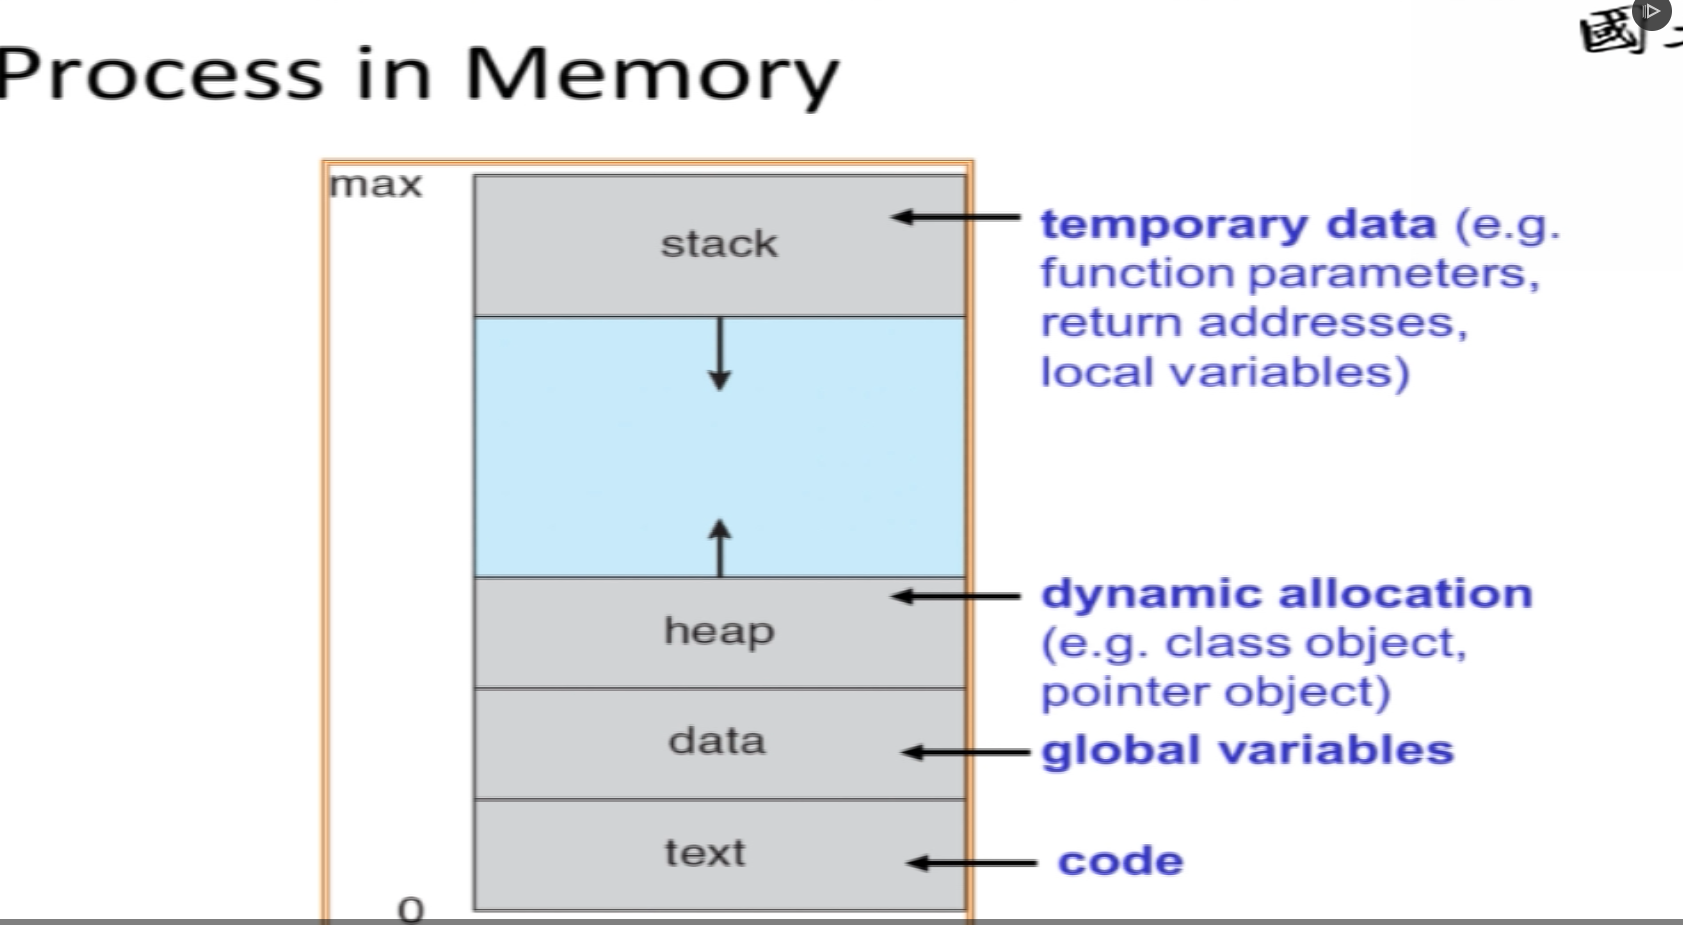 Process in Memory
國
max
stack
temporary data (e.g.
function parameters,
return addresses,
local variables)
heap
dynamic allocation
(e.g. class object,
pointer object)
data
global variables
text
code
0